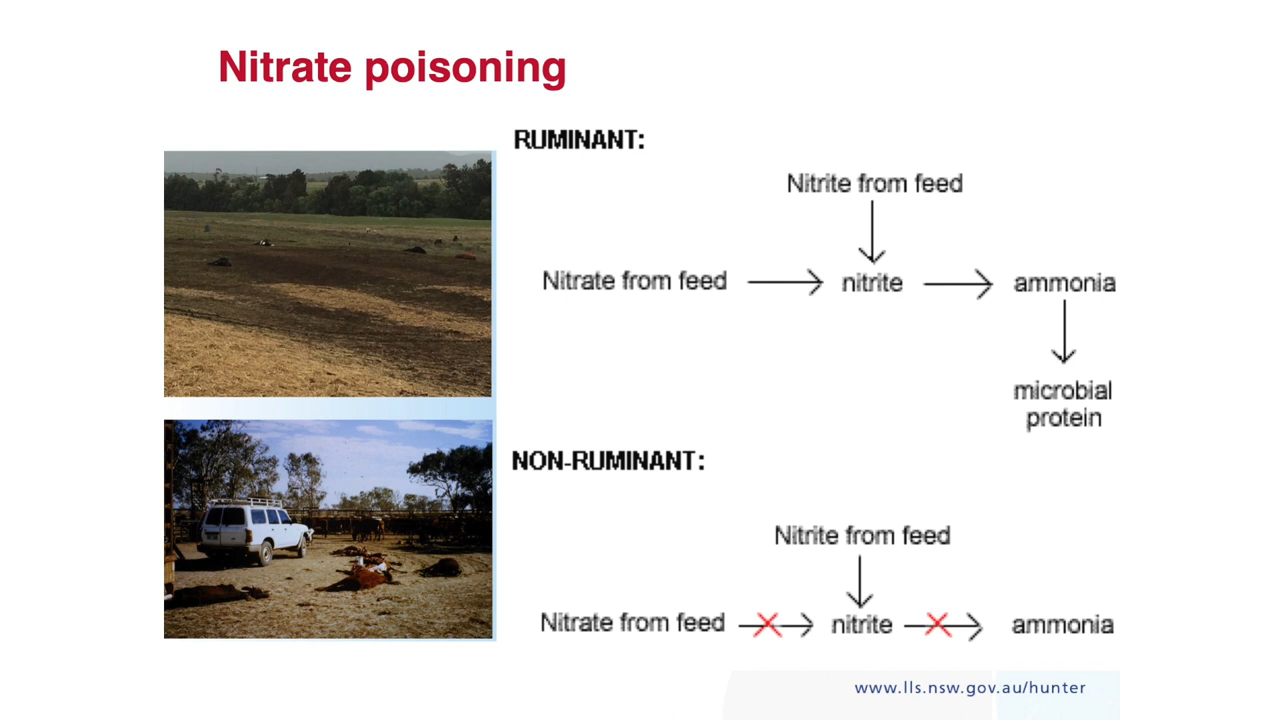 Nitrate poisoning
RUMINANT:
Nitrite from feed
Nitrate from feed nitrite ammonia
microbial
protein
NON-RUMINANT:
Nitrite from feed
Nitrate from feed nitrite ammonia
www.lls.nsw.gov.au/hunter